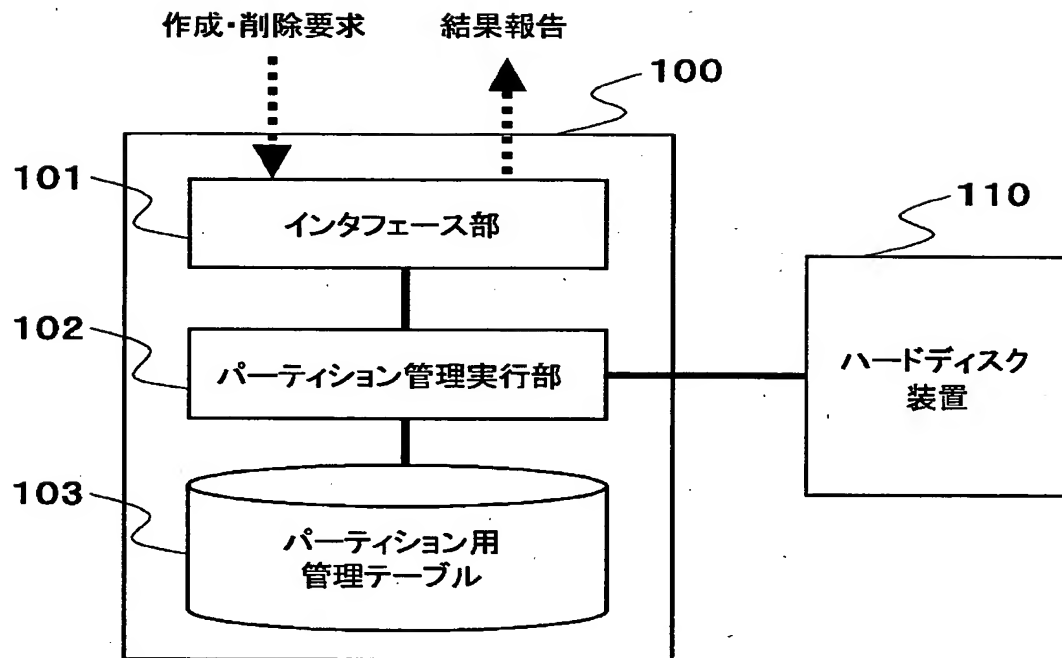 作成・削除要求
結果報告
100
101
インタフェース部
110
102
パーティション管理実行部
ハードディスク
装置
103
パーティション用
管理テーブル